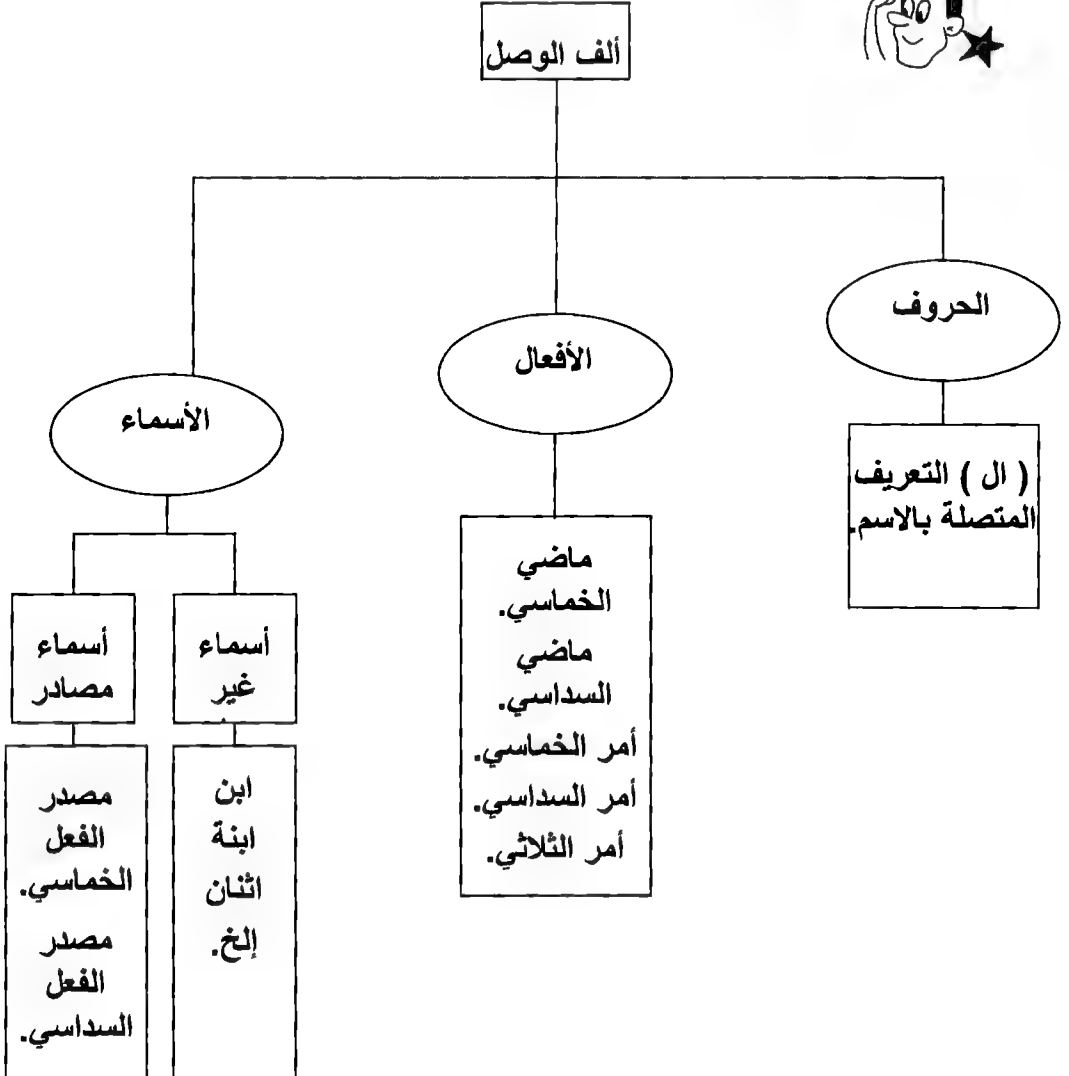 ألف الوصل
الحروف
( ال ) التعريف
المتصلة بالاسم.
الأفعال
ماضي
الخماسي.
ماضي
السداسي.
أمر الخماسي.
أمر السداسي.
أمر الثلاثي.
الأسماء
أسماء
غير
ابن
ابنة
اثنان
إلخ.
أسماء
مصادر
مصدر
الفعل
الخماسي.
مصدر
الفعل
السداسي.